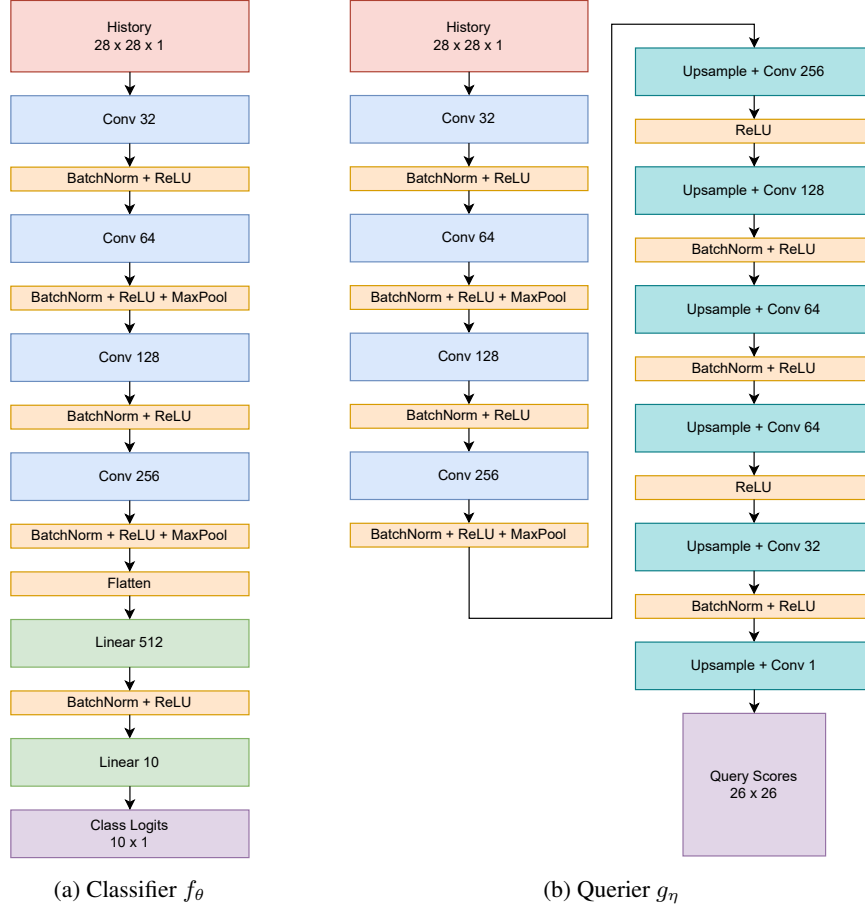 History
28 x 28 x 1
Conv 32
BatchNorm + ReLU
Conv 64
BatchNorm + ReLU + MaxPool
Conv 128
BatchNorm + ReLU
Conv 256
BatchNorm + ReLU + MaxPool
Flatten
Linear 512
BatchNorm + ReLU
Linear 10
Class Logits
10 x 1
(a) Classifier fθ
History
28 x 28 x 1
Conv 32
BatchNorm + ReLU
Conv 64
BatchNorm + ReLU + MaxPool
Conv 128
BatchNorm + ReLU
Conv 256
BatchNorm + ReLU + MaxPool
Upsample + Conv 256
ReLU
Upsample + Conv 128
BatchNorm + ReLU
Upsample + Conv 64
BatchNorm + ReLU
Upsample + Conv 64
ReLU
Upsample + Conv 32
BatchNorm + ReLU
Upsample + Conv 1
Query Scores
26 x 26
(b) Querier gη